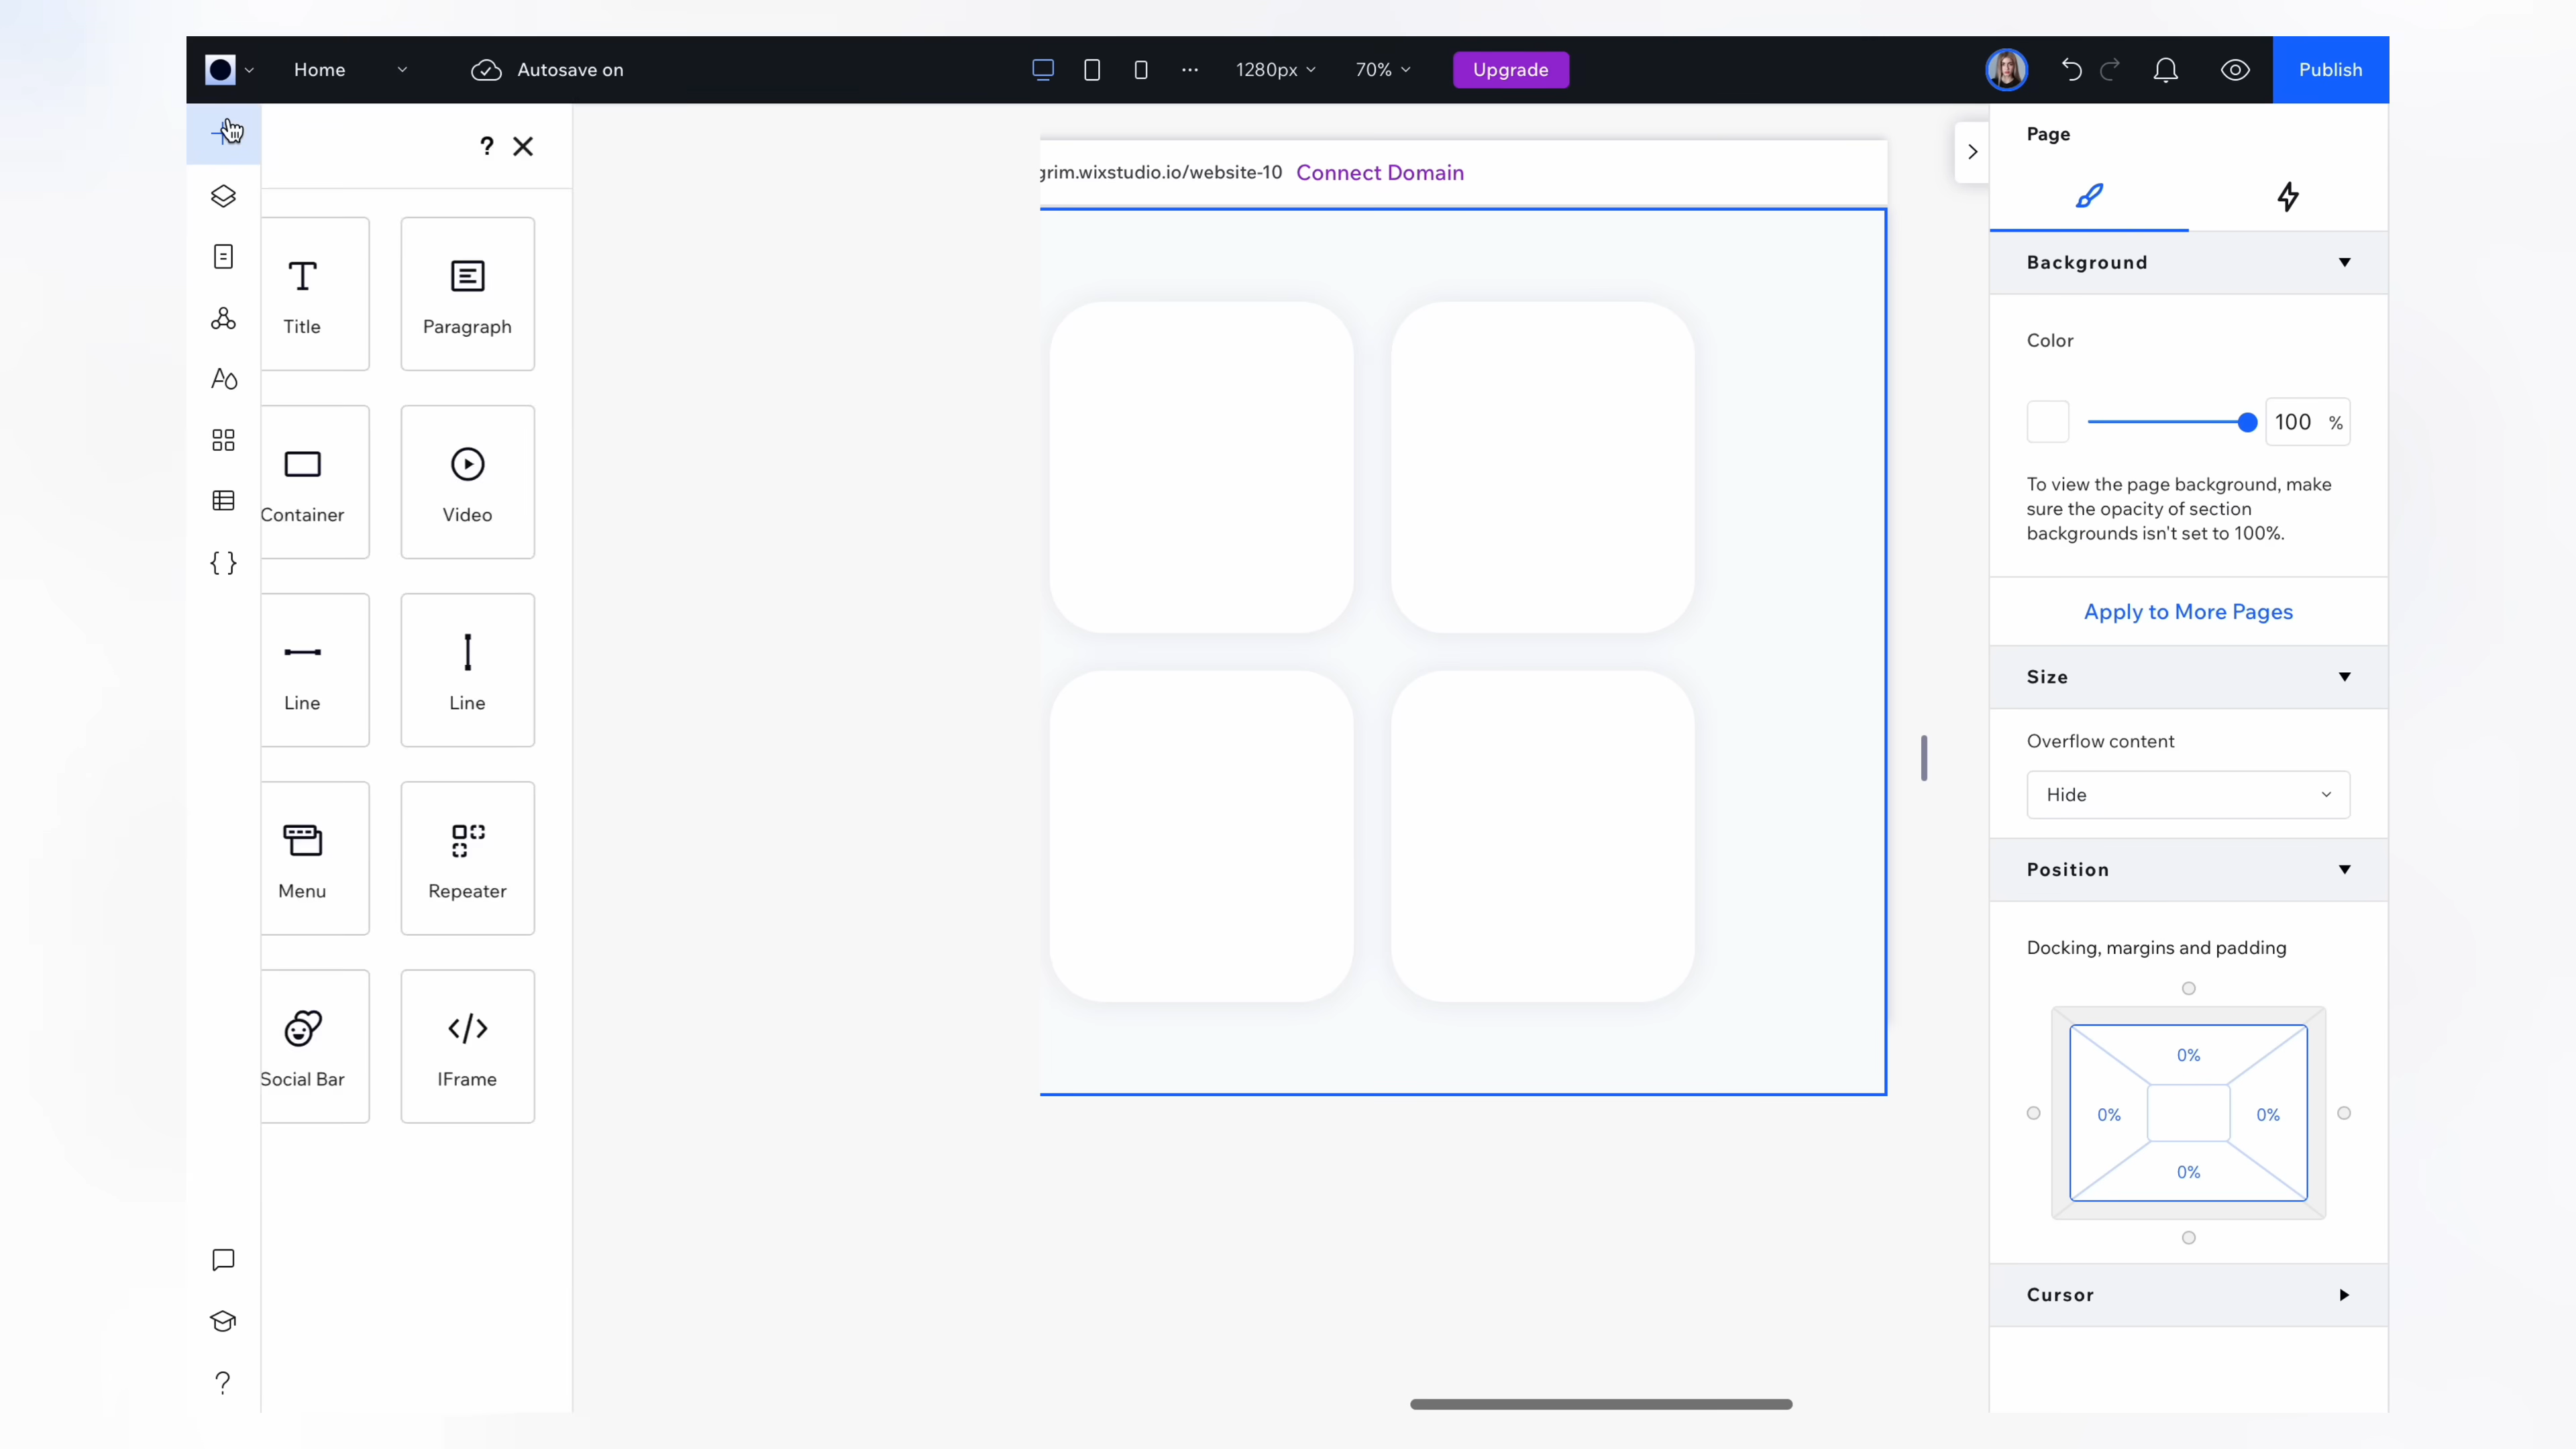 Home
Autosave on
1280px
70%
Upgrade
Publish
?
Title
Paragraph
Container
Video
Line
Line
Menu
Repeater
Social Bar
IFrame
grim.wixstudio.io/website-10
Connect Domain
Page
Background
Color
100 %
To view the page background, make
sure the opacity of section
backgrounds isn't set to 100%.
Apply to More Pages
Size
Overflow content
Hide
Position
Docking, margins and padding
0%
0%
0%
0%
Cursor